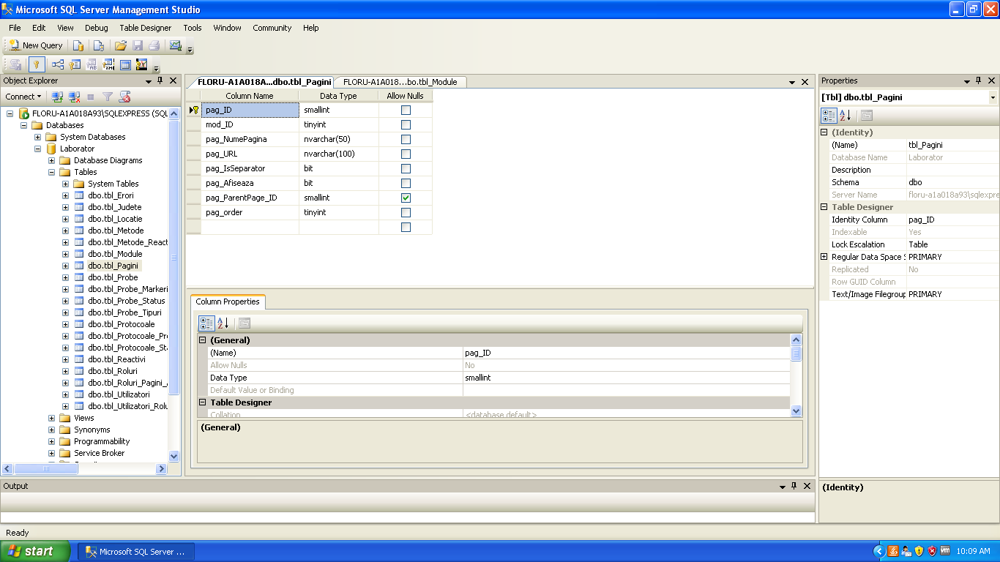 Microsoft SQL Server Management Studio
File Edit View Debug Table Designer Tools Window Community Help
New Query
Object Explorer
Connect
FLORU-A1A018A93\SQLEXPRESS (SQL
Databases
System Databases
Laborator
Database Diagrams
Tables
System Tables
dbo.tbl_Erori
dbo.tbl_Judete
dbo.tbl_Locatie
dbo.tbl_Metode
dbo.tbl_Metode_React
dbo.tbl_Module
dbo.tbl_Pagini
dbo.tbl_Probe
dbo.tbl_Probe_Markeri
dbo.tbl_Probe_Status
dbo.tbl_Probe_Tipuri
dbo.tbl_Protocoale
dbo.tbl_Protocoale_Pr
dbo.tbl_Protocoale_St
dbo.tbl_Reactivi
dbo.tbl_Roluri
dbo.tbl_Roluri_Pagini_
dbo.tbl_Utilizatori
dbo.tbl_Utilizatori_Rolu
Views
Synonyms
Programmability
Service Broker
FLORU-A1A018A...dbo.tbl_Pagini FLORU-A1A018...bo.tbl_Module
Column Name Data Type Allow Nulls
pag_ID smallint
mod_ID tinyint
pag_NumePagina nvarchar(50)
pag_URL nvarchar(100)
pag_IsSeparator bit
pag_Afiseaza bit
pag_ParentPage_ID smallint
pag_order tinyint
Column Properties
(General)
(Name) pag_ID
Allow Nulls No
Data Type smallint
Default Value or Binding
Table Designer
Collation <database default>
(General)
Properties
[Tbl] dbo.tbl_Pagini
(Identity)
(Name) tbl_Pagini
Database Name Laborator
Description
Schema dbo
Server Name floru-a1a018a93\sqlexpre
Table Designer
Identity Column pag_ID
Indexable Yes
Lock Escalation Table
Regular Data Space S PRIMARY
Replicated No
Row GUID Column
Text/Image Filegroup PRIMARY
(Identity)
Output
Ready
start Microsoft SQL Server ... 10:09 AM